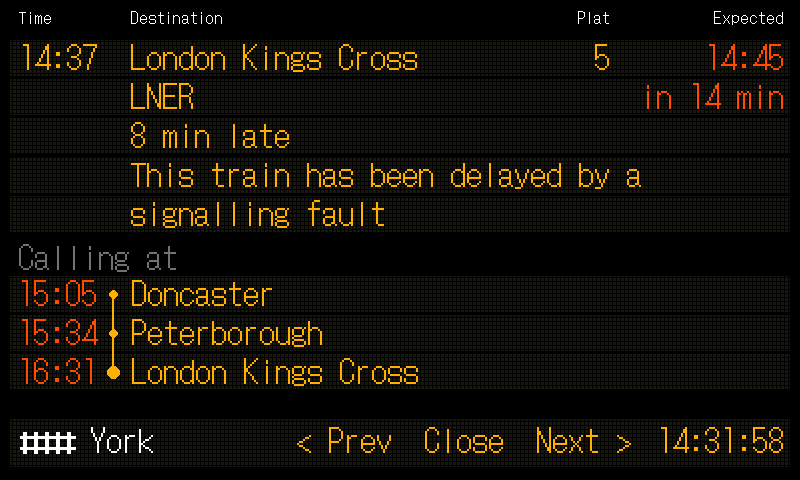 Time Destination Plat Expected
14:37 London Kings Cross 5 14:45
LNER in 14 min
8 min late
This train has been delayed by a
signalling fault
Calling at
15:05 Doncaster
15:34 Peterborough
16:31 London Kings Cross
York < Prev Close Next > 14:31:58